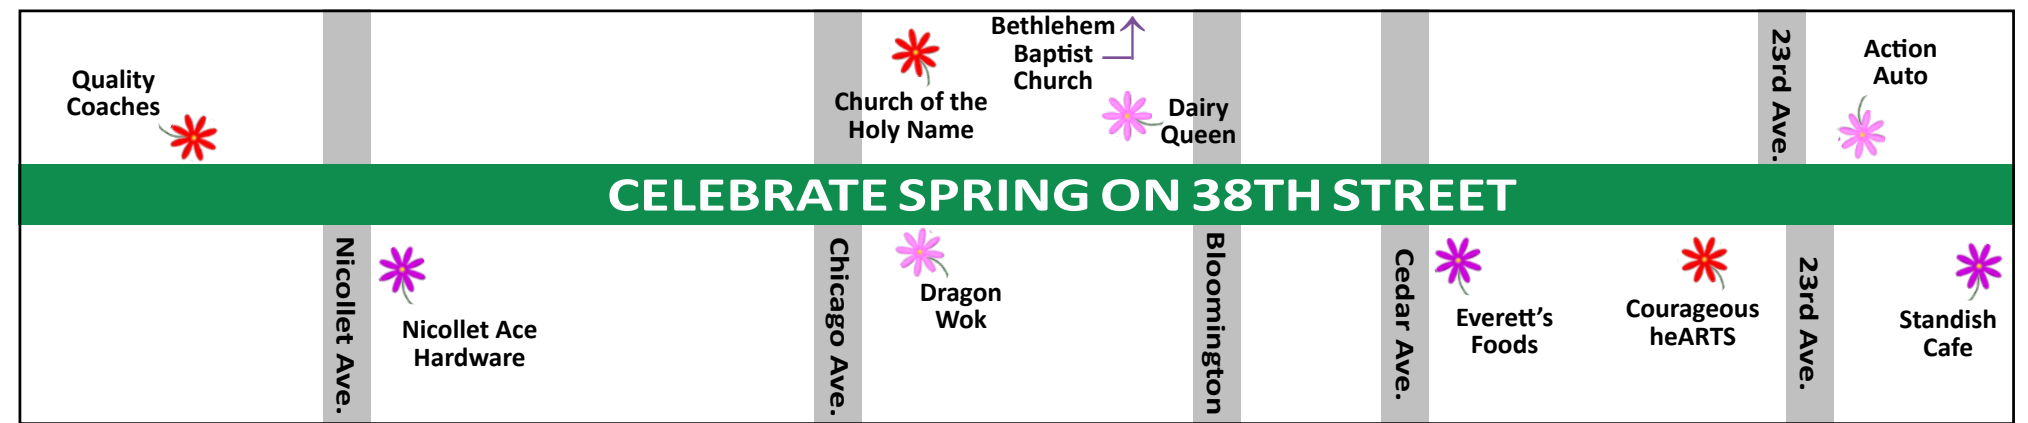 Quality
Coaches
Church of the
Holy Name
Bethlehem
Baptist
Church
Dairy
Queen
23rd Ave.
Action
Auto
CELEBRATE SPRING ON 38TH STREET
Nicollet Ave.
Nicollet Ace
Hardware
Chicago Ave.
Dragon
Wok
Bloomington
Cedar Ave.
Everett's
Foods
Courageous
heARTS
23rd Ave.
Standish
Cafe